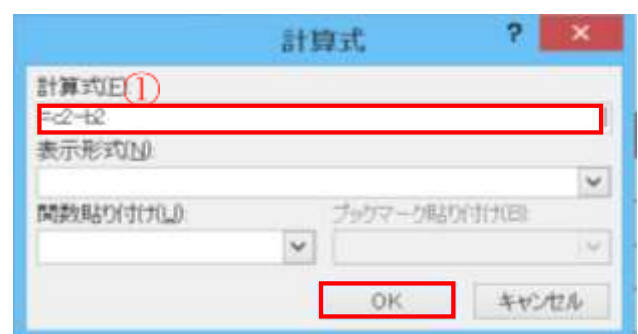 計算式 ? ×
計算式(F): ①
=c2-b2
表示形式(N):
関数貼り付け(U): ブックマーク貼り付け(B):
OK キャンセル